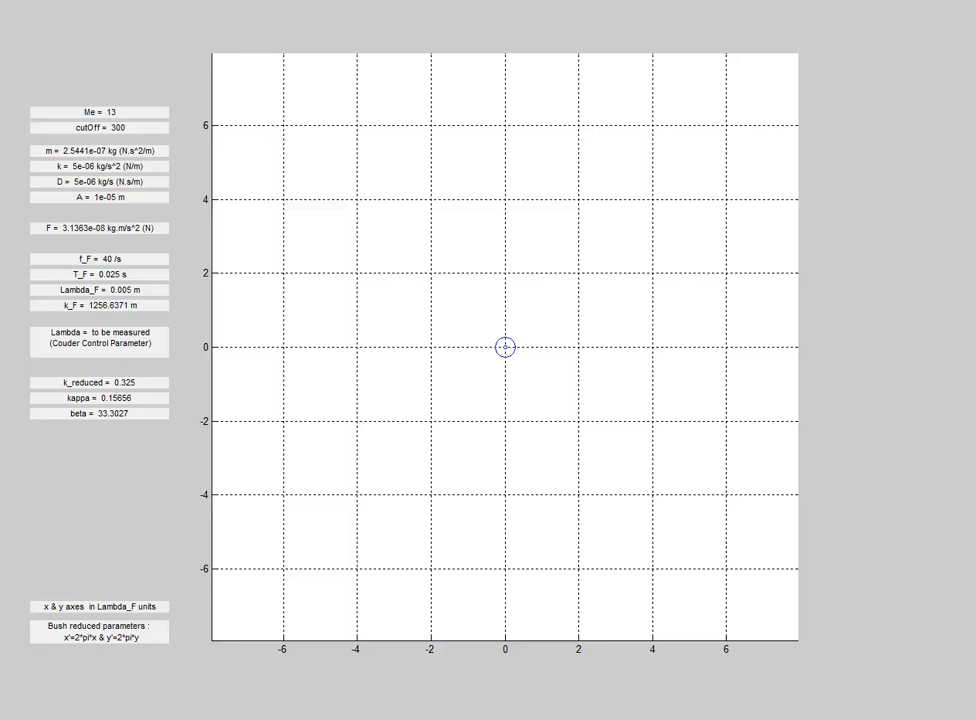 Me = 13
cutOff = 300
m = 2.5441e-07 kg (N.s^2/m)
k = 5e-06 kg/s^2 (N/m)
D = 5e-06 kg/s (N.s/m)
A = 1e-05 m
F = 3.1363e-08 kg.m/s^2 (N)
f_F = 40 /s
T_F = 0.025 s
Lambda_F = 0.005 m
k_F = 1256.6371 m
Lambda = to be measured
(Couder Control Parameter)
k_reduced = 0.325
kappa = 0.15656
beta = 33.3027
x & y axes in Lambda_F units
Bush reduced parameters :
x'=2*pi*x & y'=2*pi*y
6
4
2
0
-2
-4
-6
-6 -4 -2 0 2 4 6